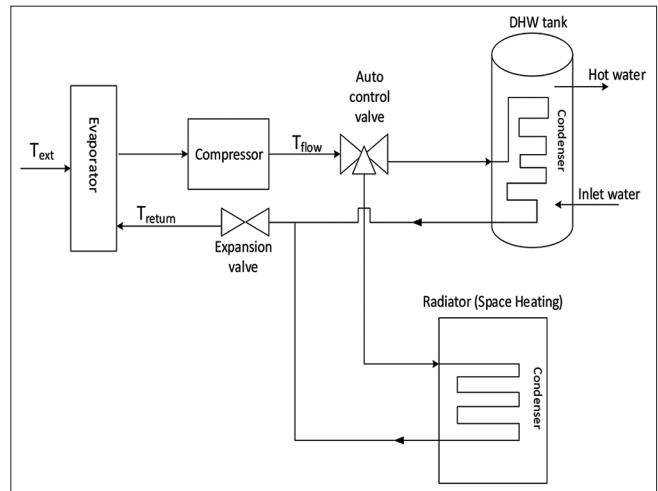 DHW tank
Hot water
Auto
control
valve
Condenser
Evaporator
T_ext
Compressor
T_flow
Inlet water
T_return
Expansion
valve
Radiator (Space Heating)
Condenser